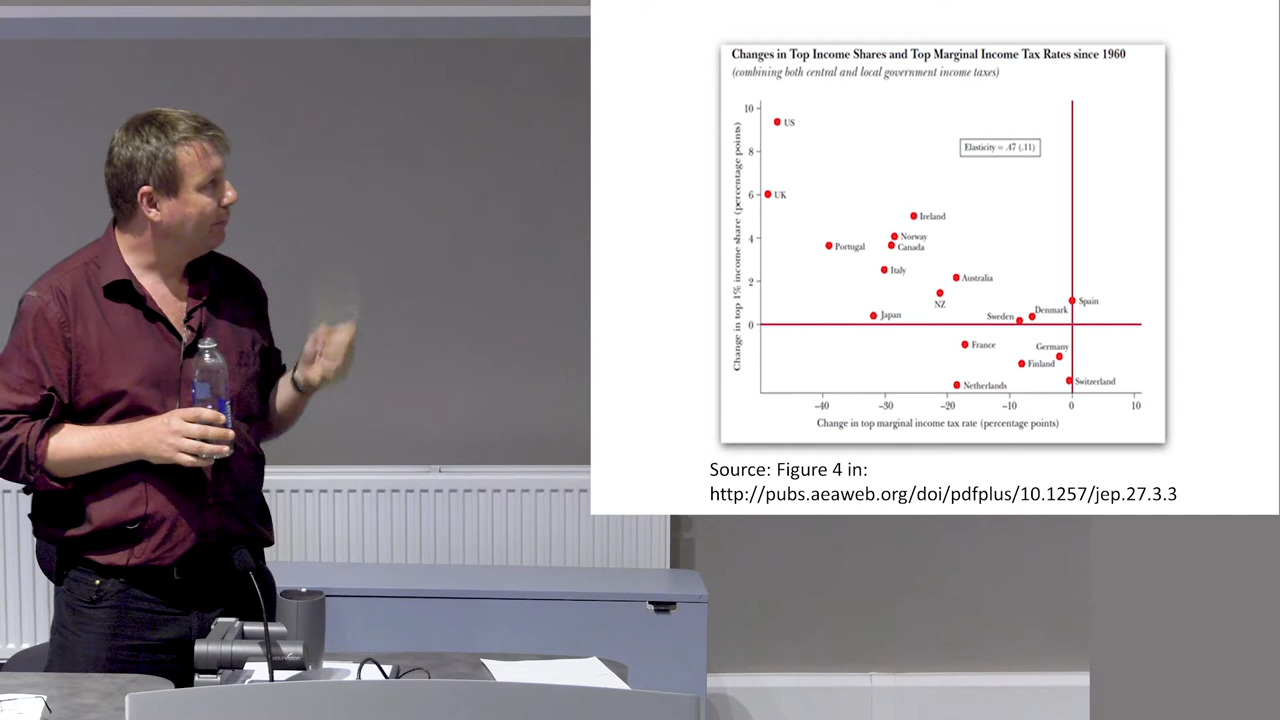 Changes in Top Income Shares and Top Marginal Income Tax Rates since 1960
(combining both central and local government income taxes)
Change in top 1% income share (percentage points)
10
8
6
4
2
0
US
UK
Elasticity = .47 (.11)
Ireland
Norway
Portugal
Canada
Italy
Australia
NZ
Spain
Japan
Sweden
Denmark
France
Germany
Finland
Netherlands
Switzerland
−40
−30
−20
−10
0
10
Change in top marginal income tax rate (percentage points)
Source: Figure 4 in:
http://pubs.aeaweb.org/doi/pdfplus/10.1257/jep.27.3.3